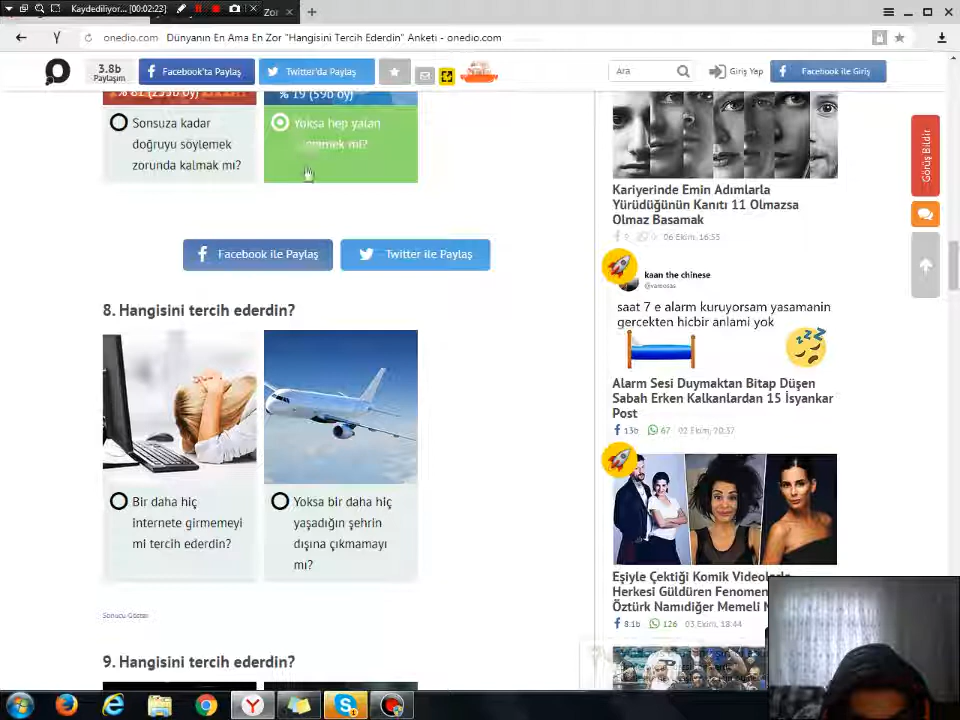 Kaydediliyor... [00:02:23]
Zor
onedio.com
Dünyanın En Ama En Zor "Hangisini Tercih Ederdin" Anketi - onedio.com
3.8b
Paylaşım
Facebook'ta Paylaş
Twitter'da Paylaş
Ara
Giriş Yap
Facebook ile Giriş
% 19 (59b oy)
Sonsuza kadar
doğruyu söylemek
zorunda kalmak mı?
Yoksa hep yalan
Facebook ile Paylaş
Twitter ile Paylaş
8. Hangisini tercih ederdin?
Bir daha hiç
internete girmemeyi
mi tercih ederdin?
Yoksa bir daha hiç
yaşadığın şehrin
dışına çıkmamayı
mı?
Sonucu Göster
9. Hangisini tercih ederdin?
Kariyerinde Emin Adımlarla
Yürüdüğünün Kanıtı 11 Olmazsa
Olmaz Basamak
06 Ekim, 16:55
kaan the chinese
saat 7 e alarm kuruyorsam yasamanin
gercekten hicbir anlami yok
Alarm Sesi Duymaktan Bitap Düşen
Sabah Erken Kalkanlardan 15 İsyankar
Post
13b 67 02 Ekim, 20:37
Eşiyle Çektiği Komik Videolarla
Herkesi Güldüren Fenomen
Öztürk Namıdiğer Memeli
8.1b 126 03 Ekim, 18:44
Görüş Bildir